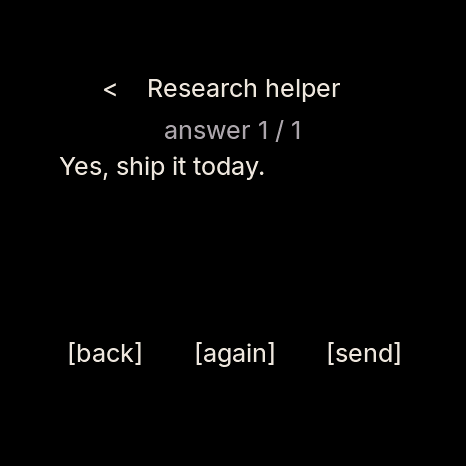 < Research helper
answer 1 / 1
Yes, ship it today.
[back] [again] [send]